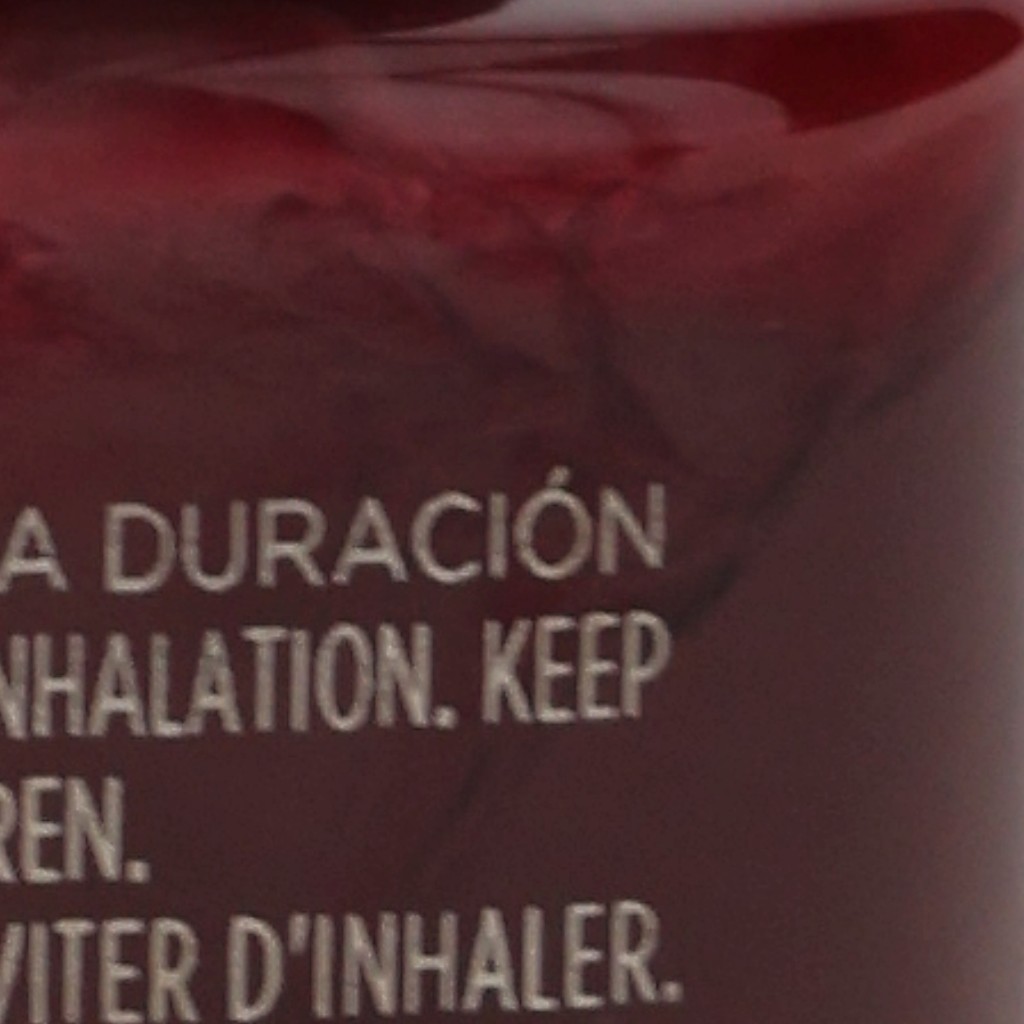 A DURACIÓN
NHALATION. KEEP
REN.
VITER D'INHALER.